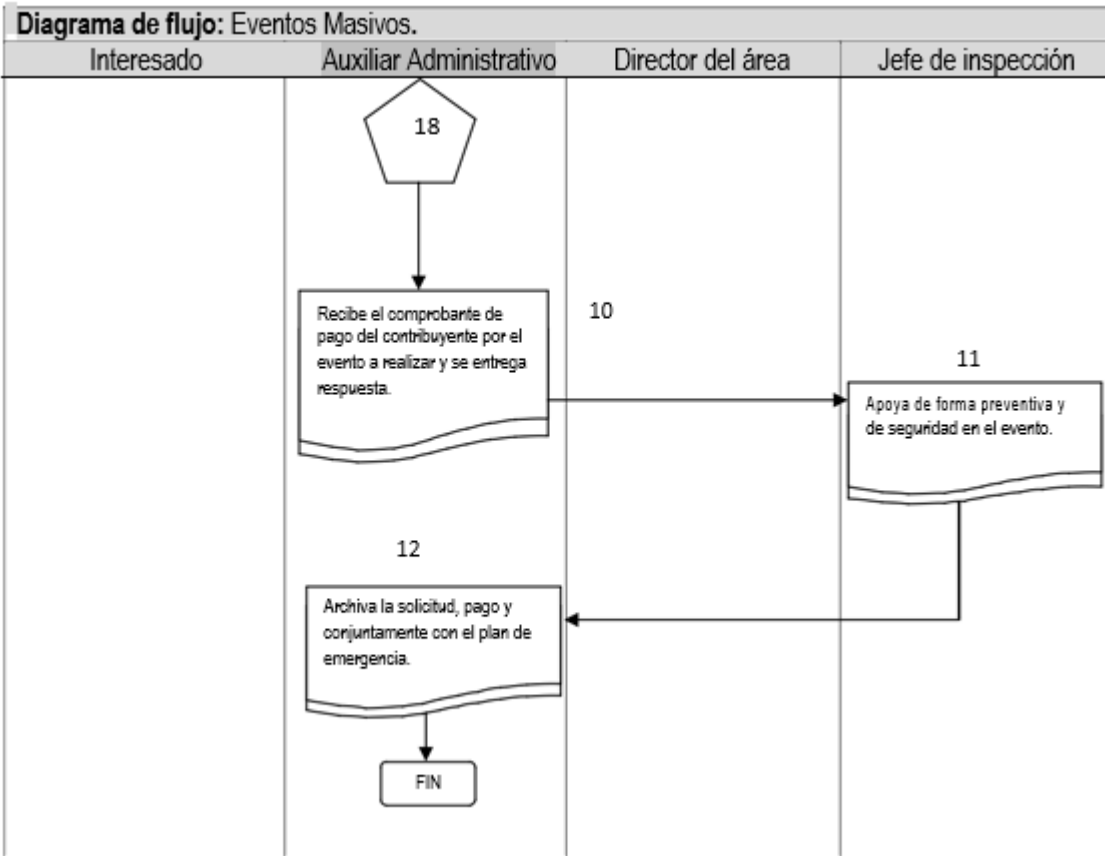 Diagrama de flujo: Eventos Masivos.
Interesado
Auxiliar Administrativo
Director del área
Jefe de inspección
18
Recibe el comprobante de
pago del contribuyente por el
evento a realizar y se entrega
respuesta.
10
11
Apoya de forma preventiva y
de seguridad en el evento.
12
Archiva la solicitud, pago y
conjuntamente con el plan de
emergencia.
FIN